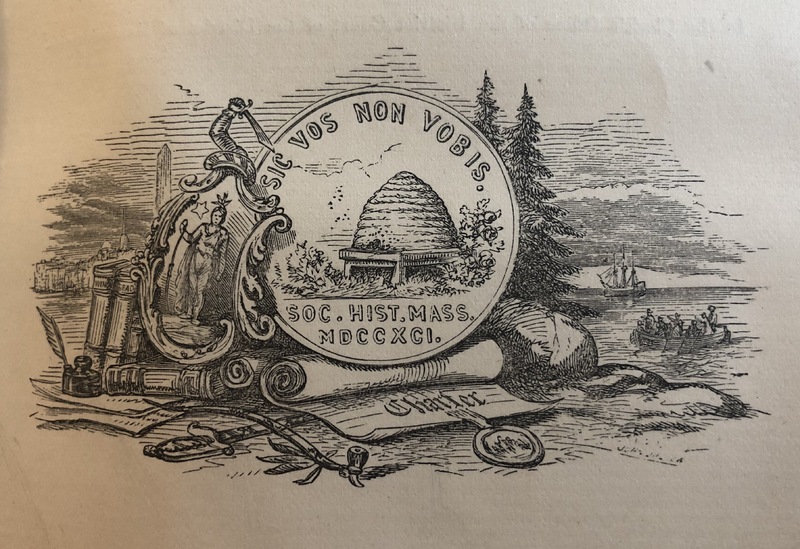 SIC VOS NON VOBIS.
SOC. HIST. MASS.
MDCCXCI.
Charter